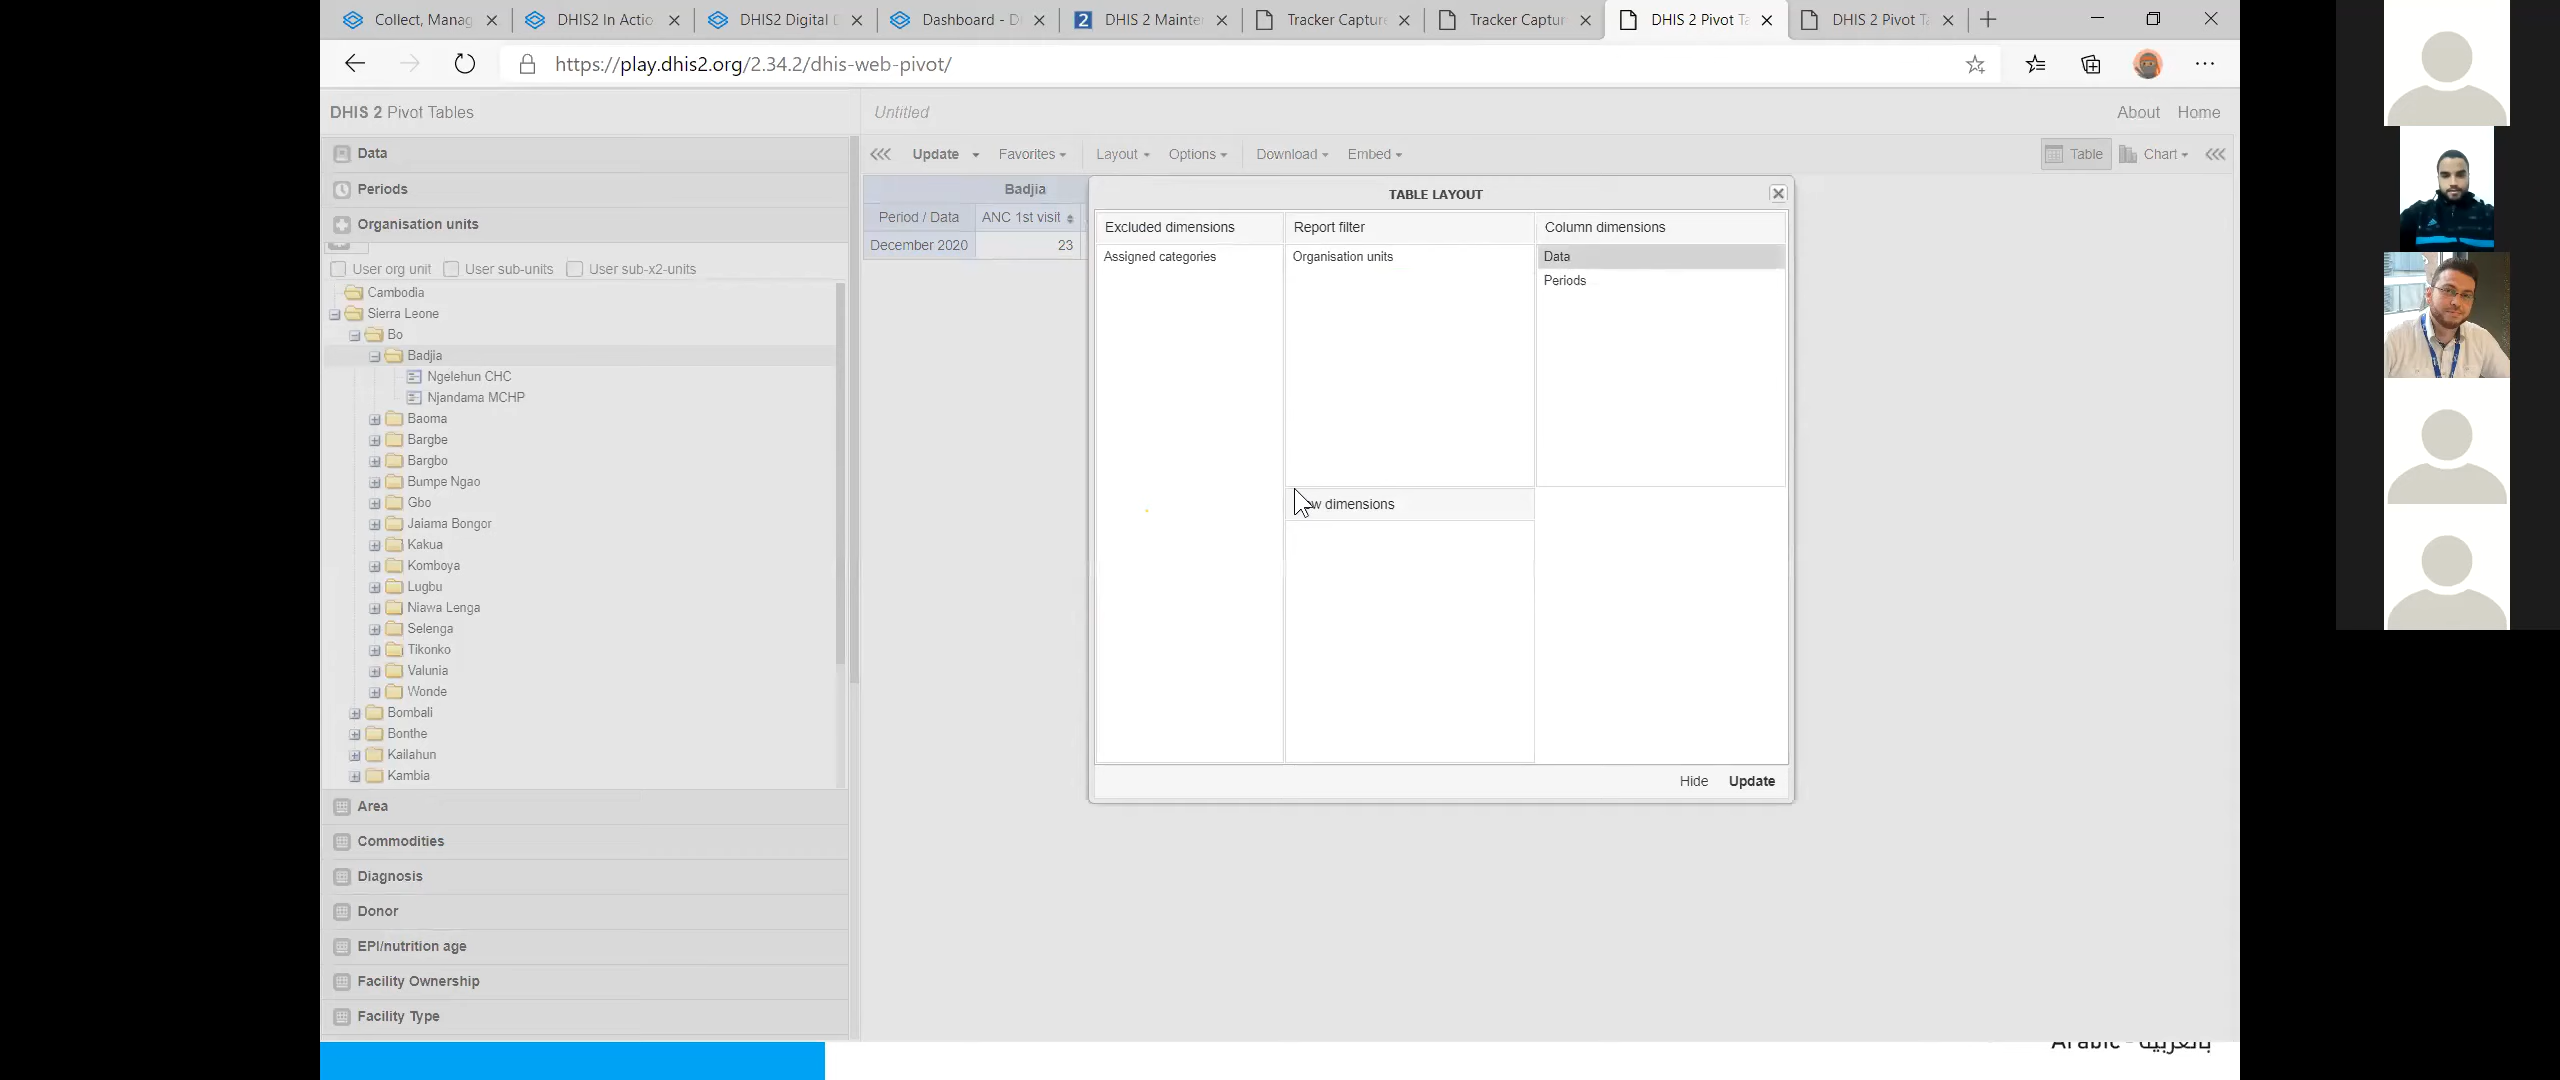 Collect, Manag
DHIS2 In Actio
DHIS2 Digital D
Dashboard - D
DHIS 2 Mainter
Tracker Capture
Tracker Captur
DHIS 2 Pivot Ta
DHIS 2 Pivot Ta
https://play.dhis2.org/2.34.2/dhis-web-pivot/
DHIS 2 Pivot Tables
Untitled
About
Home
Data
Update
Favorites
Layout
Options
Download
Embed
Table
Chart
Periods
Badjia
Organisation units
Period / Data
ANC 1st visit
December 2020
23
User org unit
User sub-units
User sub-x2-units
Cambodia
Sierra Leone
Bo
Badjia
Ngelehun CHC
Njandama MCHP
Baoma
Bargbe
Bargbo
Bumpe Ngao
Gbo
Jaiama Bongor
Kakua
Komboya
Lugbu
Niawa Lenga
Selenga
Tikonko
Valunia
Wonde
Bombali
Bonthe
Kailahun
Kambia
Area
Commodities
Diagnosis
Donor
EPI/nutrition age
Facility Ownership
Facility Type
TABLE LAYOUT
Excluded dimensions
Report filter
Column dimensions
Assigned categories
Organisation units
Data
Periods
dimensions
Hide
Update
Arabic - بالعربية